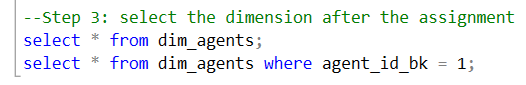 --Step 3: select the dimension after the assignment
select * from dim_agents;
select * from dim_agents where agent_id_bk = 1;